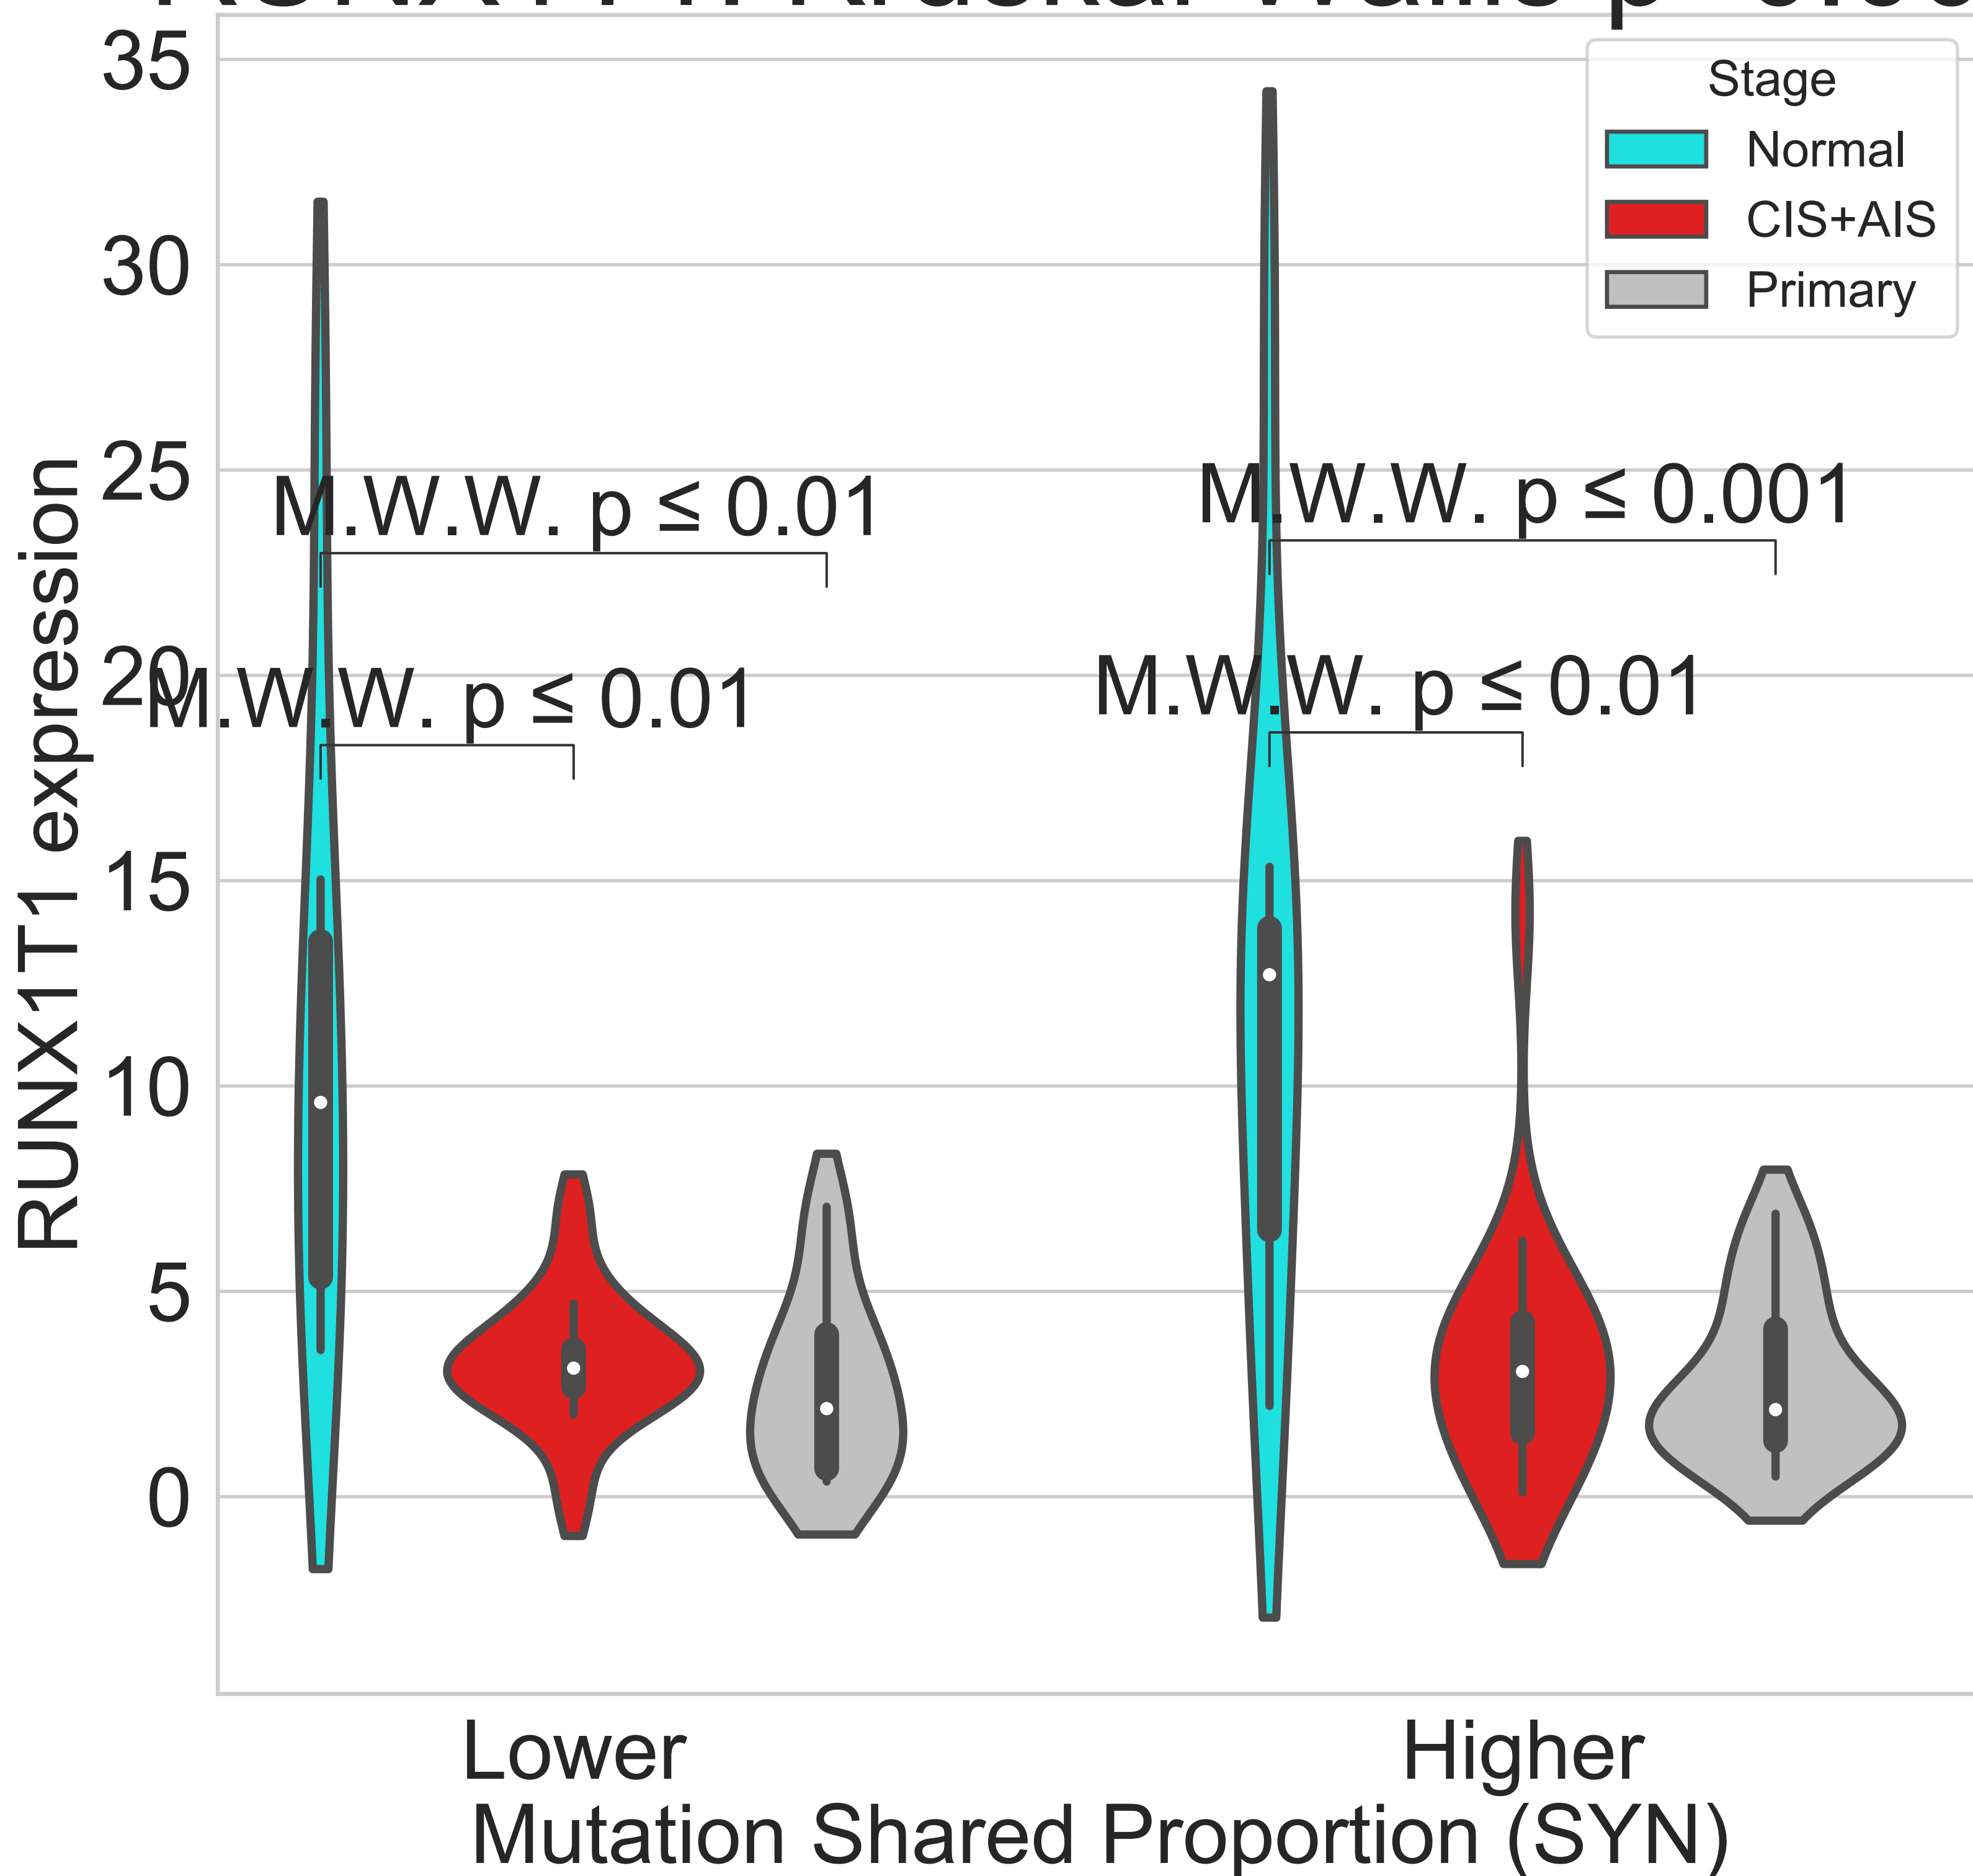 35
30
25
20
15
10
5
0
RUNX1T1 expression
Stage
Normal
CIS+AIS
Primary
M.W.W. p ≤ 0.01
M.W.W. p ≤ 0.001
M.W.W. p ≤ 0.01
M.W.W. p ≤ 0.01
Lower
Higher
Mutation Shared Proportion (SYN)